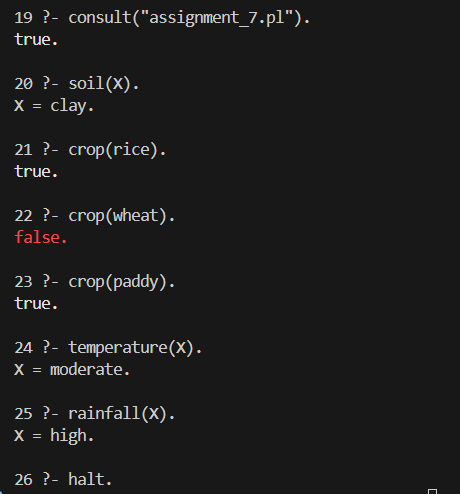 19 ?- consult("assignment_7.pl").
true.
20 ?- soil(X).
X = clay.
21 ?- crop(rice).
true.
22 ?- crop(wheat).
false.
23 ?- crop(paddy).
true.
24 ?- temperature(X).
X = moderate.
25 ?- rainfall(X).
X = high.
26 ?- halt.